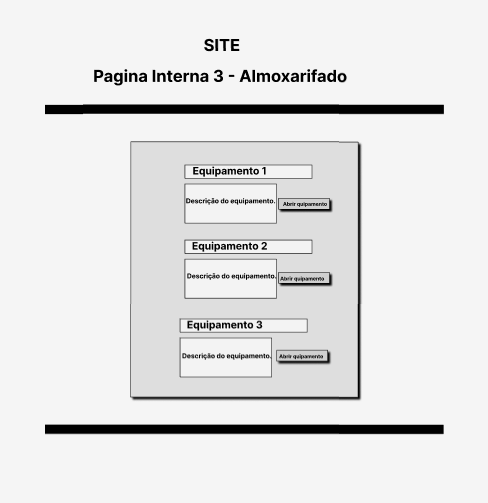 SITE
Pagina Interna 3 - Almoxarifado
Equipamento 1
Descrição do equipamento.
Abrir quipamento
Equipamento 2
Descrição do equipamento.
Abrir quipamento
Equipamento 3
Descrição do equipamento.
Abrir quipamento